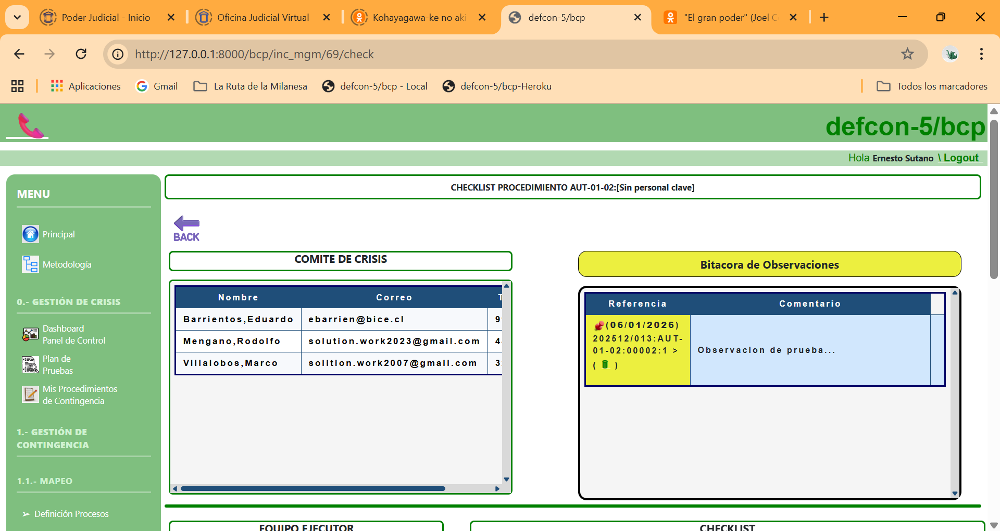 Poder Judicial - Inicio
Oficina Judicial Virtual
Kohayagawa-ke no aki
defcon-5/bcp
"El gran poder" (Joel C
http://127.0.0.1:8000/bcp/inc_mgm/69/check
Aplicaciones
Gmail
La Ruta de la Milanesa
defcon-5/bcp - Local
defcon-5/bcp-Heroku
Todos los marcadores
defcon-5/bcp
Hola Ernesto Sutano \ Logout
MENU
Principal
Metodología
0.- GESTIÓN DE CRISIS
Dashboard
Panel de Control
Plan de
Pruebas
Mis Procedimientos
de Contingencia
1.- GESTIÓN DE
CONTINGENCIA
1.1.- MAPEO
➢ Definición Procesos
CHECKLIST PROCEDIMIENTO AUT-01-02:[Sin personal clave]
BACK
COMITE DE CRISIS
Nombre Correo T
Barrientos,Eduardo ebarrien@bice.cl 9
Mengano,Rodolfo solution.work2023@gmail.com 4
Villalobos,Marco solition.work2007@gmail.com 3
Bitacora de Observaciones
Referencia Comentario
(06/01/2026)
202512/013:AUT-
01-02:00002:1 >
( )
Observacion de prueba...
EQUIPO EJECUTOR
CHECKLIST